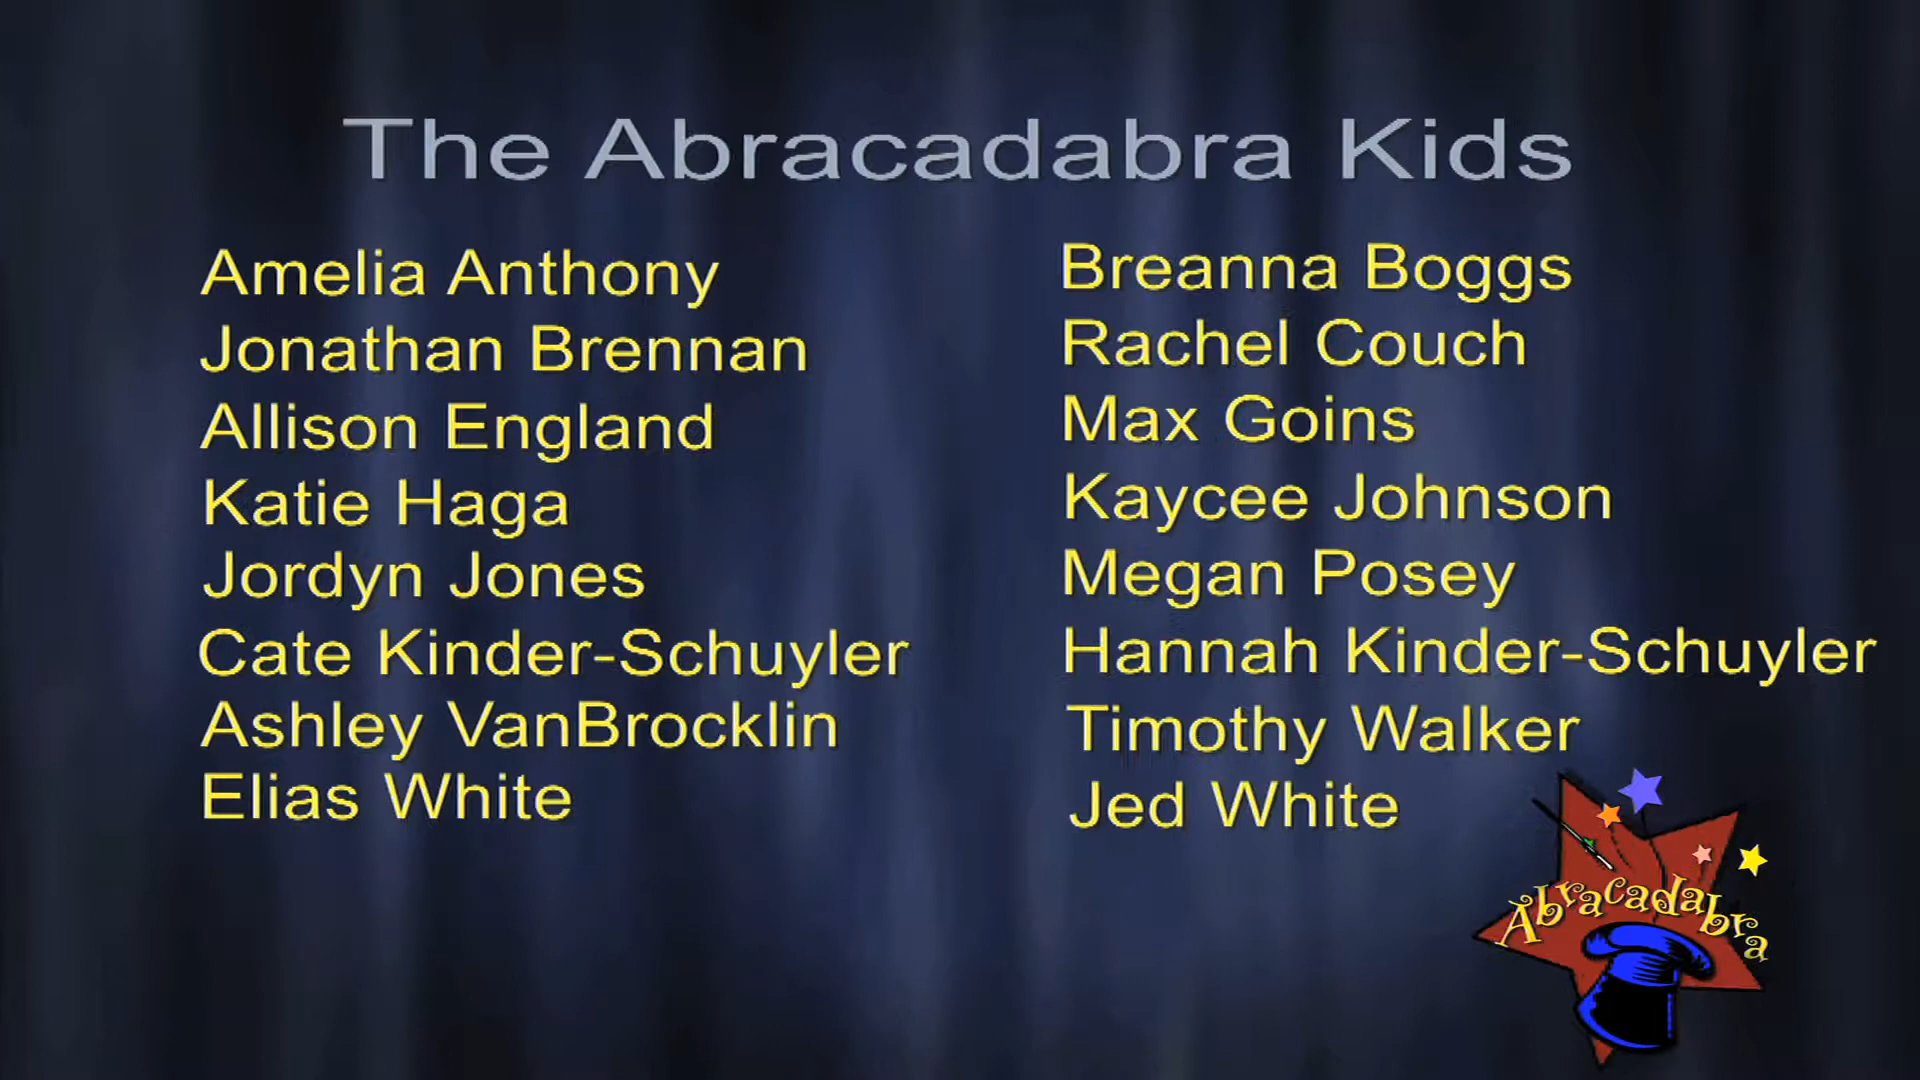 The Abracadabra Kids
Amelia Anthony
Jonathan Brennan
Allison England
Katie Haga
Jordyn Jones
Cate Kinder-Schuyler
Ashley VanBrocklin
Elias White
Breanna Boggs
Rachel Couch
Max Goins
Kaycee Johnson
Megan Posey
Hannah Kinder-Schuyler
Timothy Walker
Jed White
Abracadabra